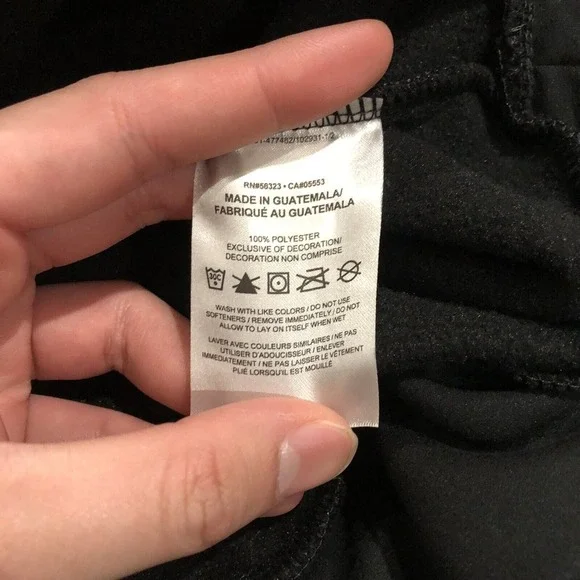 RN#56323 • CA#05553
MADE IN GUATEMALA/
FABRIQUÉ AU GUATEMALA
100% POLYESTER
EXCLUSIVE OF DECORATION/
DECORATION NON COMPRISE
30C
WASH WITH LIKE COLORS / DO NOT USE
SOFTENERS / REMOVE IMMEDIATELY / DO NOT
ALLOW TO LAY ON ITSELF WHEN WET
LAVER AVEC COULEURS SIMILAIRES / NE PAS
UTILISER D'ADOUCISSEUR / ENLEVER
IMMÉDIATEMENT / NE PAS LAISSER LE VÊTEMENT
PLIÉ LORSQU'IL EST MOUILLÉ